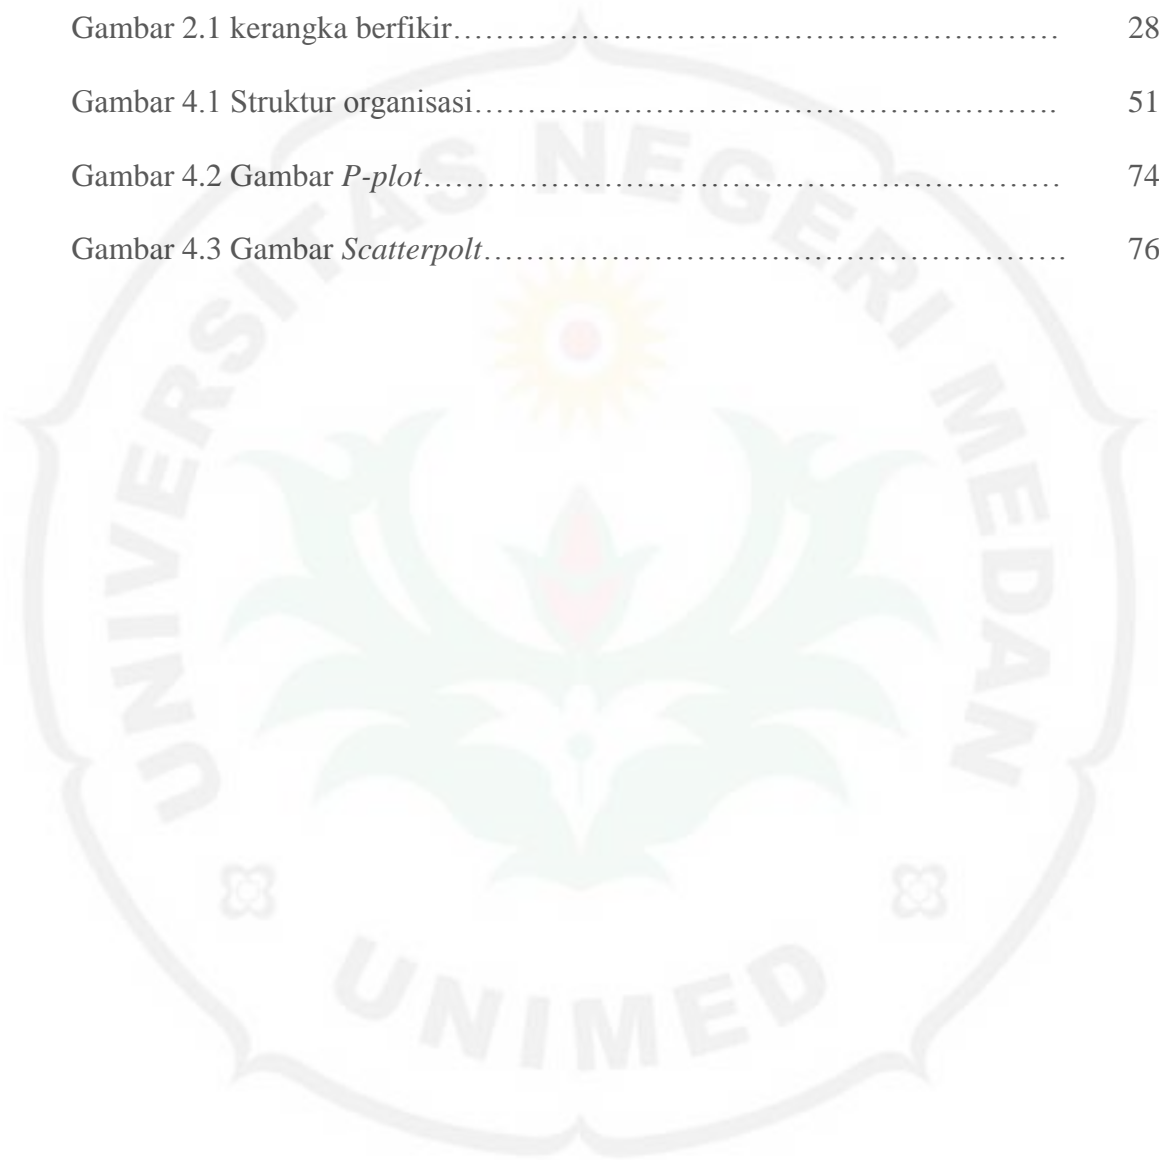 Gambar 2.1 kerangka berfikir………………………………………………… 28
Gambar 4.1 Struktur organisasi………………………………………………. 51
Gambar 4.2 Gambar P-plot…………………………………………………… 74
Gambar 4.3 Gambar Scatterpolt………………………………………………. 76
UNIVERSITAS NEGERI MEDAN
UNIMED